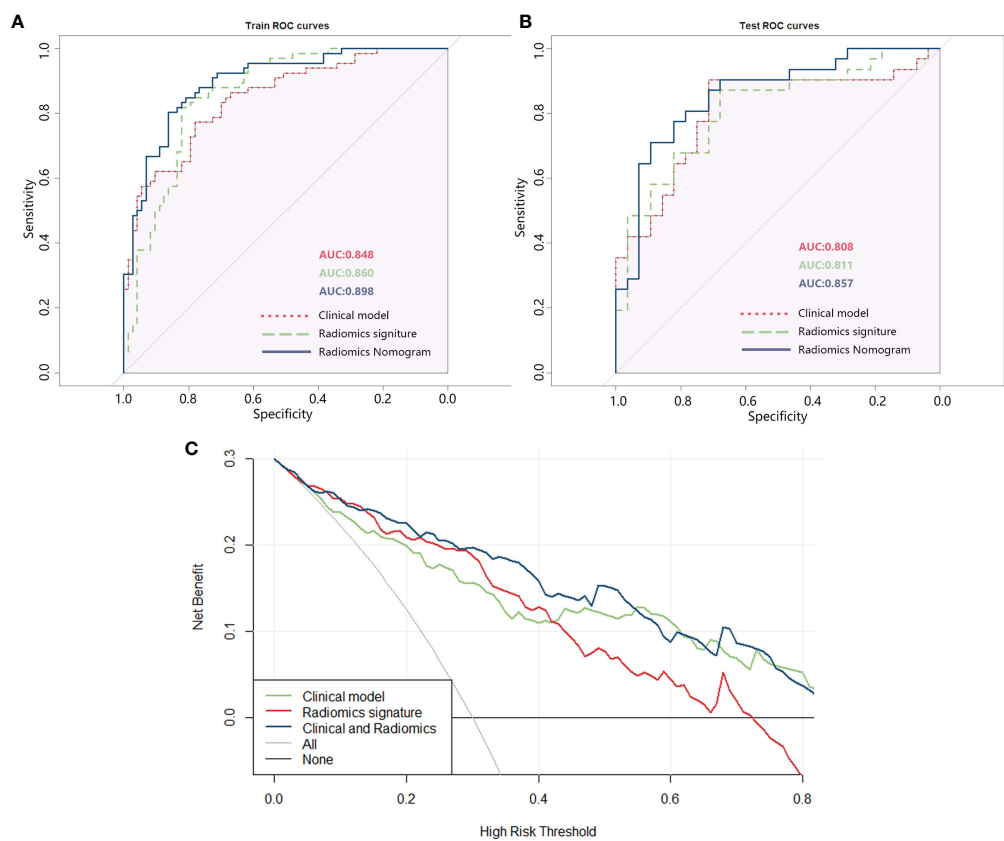 A
Train ROC curves
Sensitivity
1.0
0.8
0.6
0.4
0.2
0.0
AUC:0.848
AUC:0.860
AUC:0.898
Clinical model
Radiomics signiture
Radiomics Nomogram
1.0 0.8 0.6 0.4 0.2 0.0
Specificity
B
Test ROC curves
Sensitivity
1.0
0.8
0.6
0.4
0.2
0.0
AUC:0.808
AUC:0.811
AUC:0.857
Clinical model
Radiomics signiture
Radiomics Nomogram
1.0 0.8 0.6 0.4 0.2 0.0
Specificity
C
Net Benefit
0.3
0.2
0.1
0.0
Clinical model
Radiomics signature
Clinical and Radiomics
All
None
0.0 0.2 0.4 0.6 0.8
High Risk Threshold